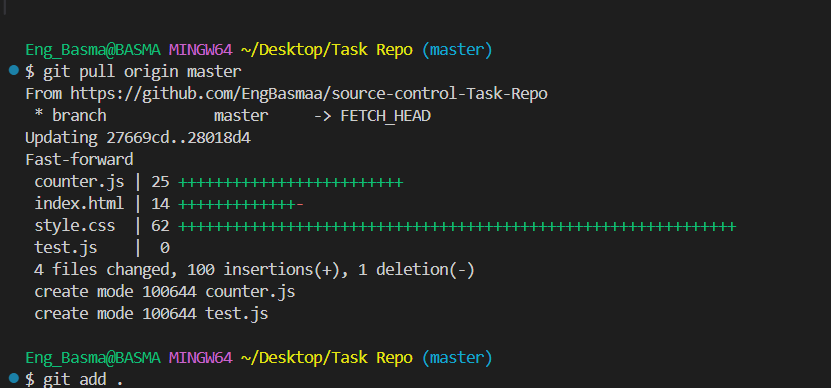 Eng_Basma@BASMA MINGW64 ~/Desktop/Task Repo (master)
$ git pull origin master
From https://github.com/EngBasmaa/source-control-Task-Repo
 * branch            master     -> FETCH_HEAD
Updating 27669cd..28018d4
Fast-forward
 counter.js | 25 +++++++++++++++++++++++++
 index.html | 14 +++++++++++++-
 style.css  | 62 ++++++++++++++++++++++++++++++++++++++++++++++++++++++++++++++
 test.js    |  0
 4 files changed, 100 insertions(+), 1 deletion(-)
 create mode 100644 counter.js
 create mode 100644 test.js
Eng_Basma@BASMA MINGW64 ~/Desktop/Task Repo (master)
$ git add .